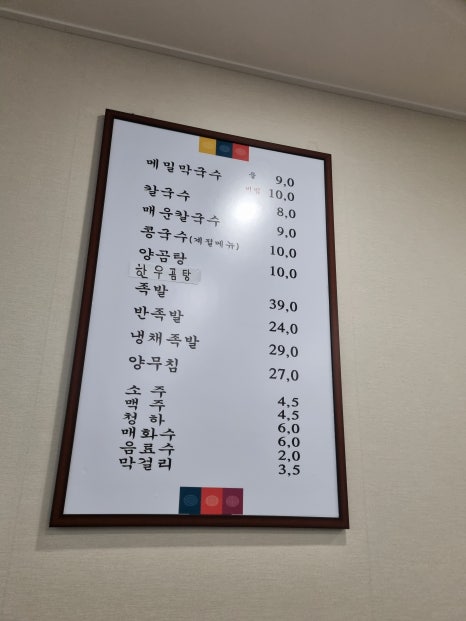 메밀막국수 물 9,0
비빔 10,0
칼국수 8,0
매운칼국수 9,0
콩국수(계절메뉴) 10,0
양곰탕 10,0
한우곰탕
족발 39,0
반족발 24,0
냉채족발 29,0
양무침 27,0
소주 4,5
맥주 4,5
청하 6,0
매화수 6,0
음료수 2,0
막걸리 3,5